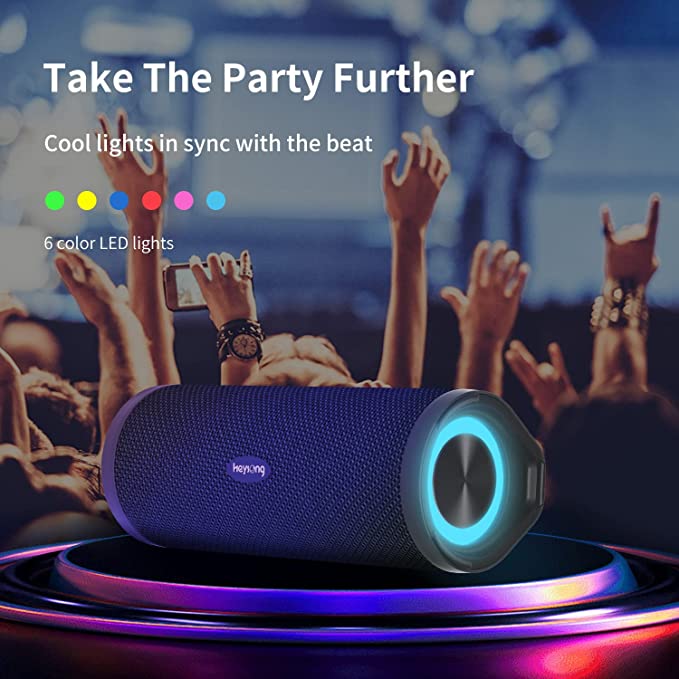 Take The Party Further
Cool lights in sync with the beat
6 color LED lights
heysong